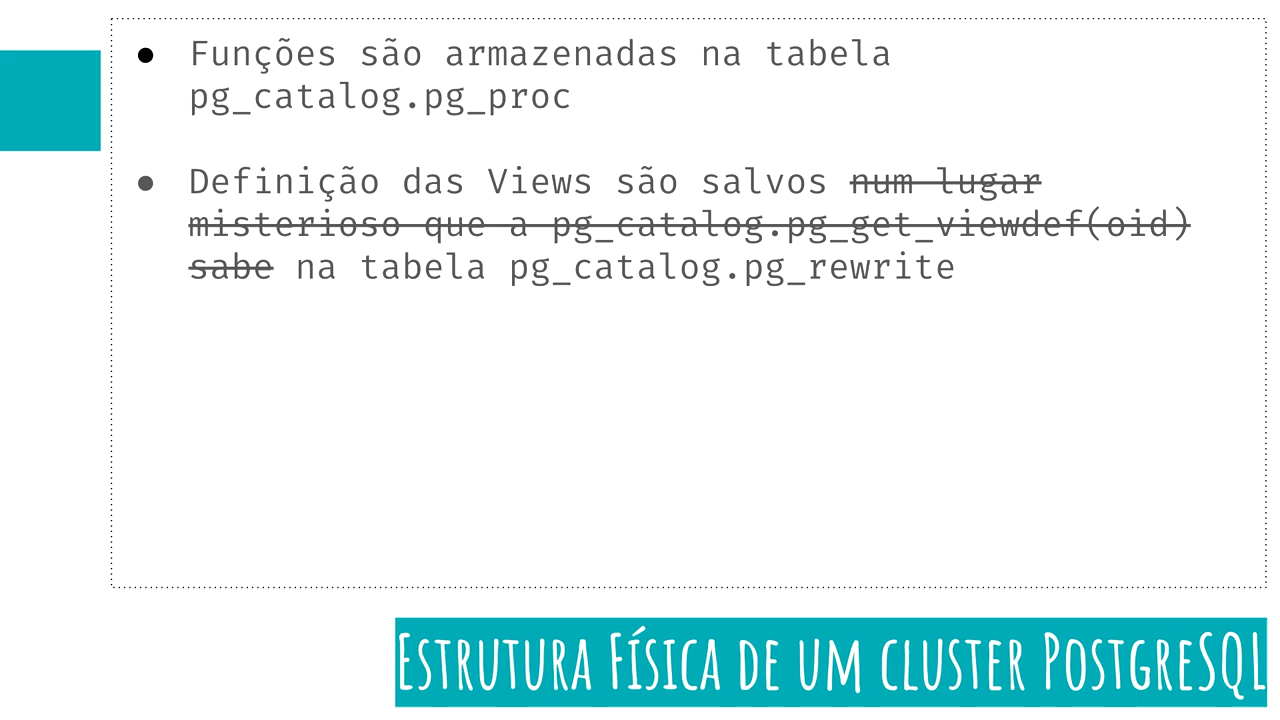 ● Funções são armazenadas na tabela
pg_catalog.pg_proc
● Definição das Views são salvos num lugar
misterioso que a pg_catalog.pg_get_viewdef(oid)
sabe na tabela pg_catalog.pg_rewrite
Estrutura Física de um cluster PostgreSQL